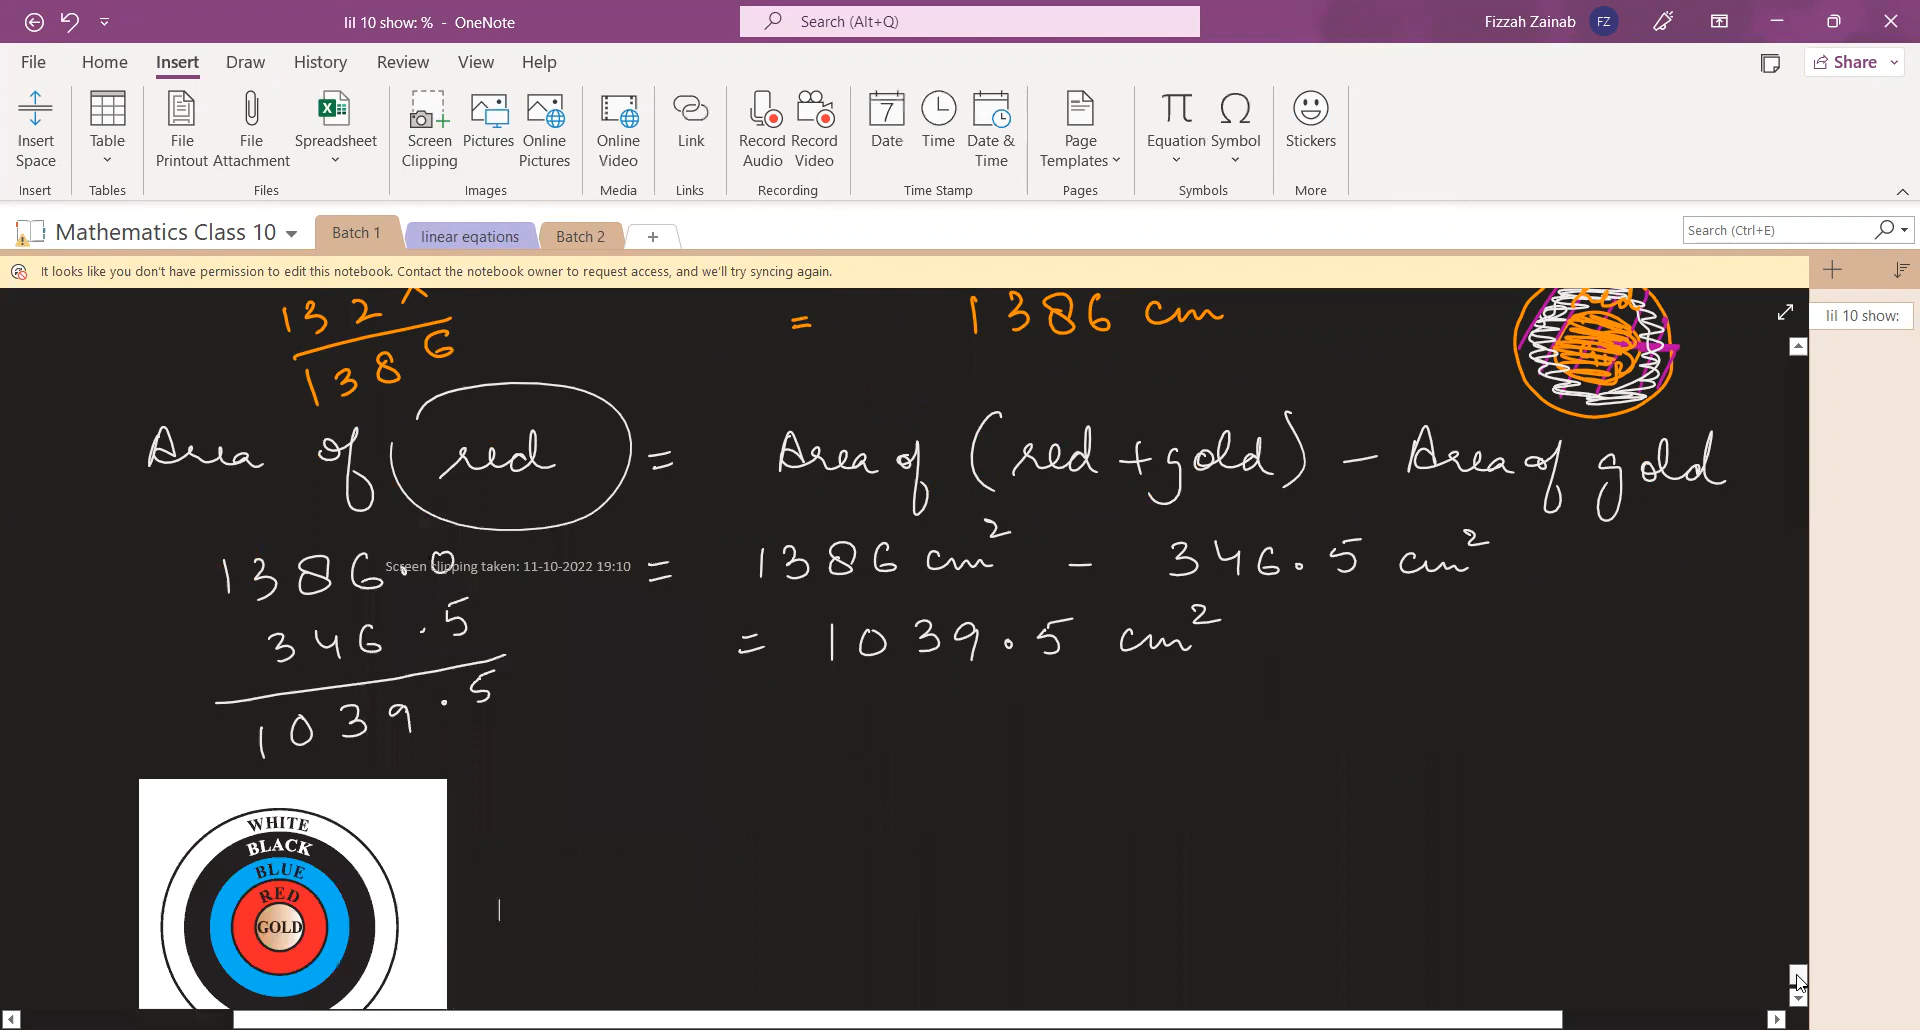 lil 10 show: % - OneNote
Search (Alt+Q)
Fizzah Zainab FZ
File Home Insert Draw History Review View Help
Share
Insert Space
Table
File Printout
File Attachment
Spreadsheet
Screen Clipping
Pictures
Online Pictures
Online Video
Link
Record Audio
Record Video
7
Date
Time
Date & Time
Page Templates
Equation
Symbol
Stickers
Insert Tables Files Images Media Links Recording Time Stamp Pages Symbols More
Mathematics Class 10 Batch 1 linear eqations Batch 2
Search (Ctrl+E)
It looks like you don't have permission to edit this notebook. Contact the notebook owner to request access, and we'll try syncing again.
lil 10 show:
132×
1386
= 1386 cm
red
Area of red = Area of (red + gold) - Area of gold
1386.0 = 1386 cm² - 346.5 cm²
Screen clipping taken: 11-10-2022 19:10
346.5 = 1039.5 cm²
1039.5
WHITE
BLACK
BLUE
RED
GOLD